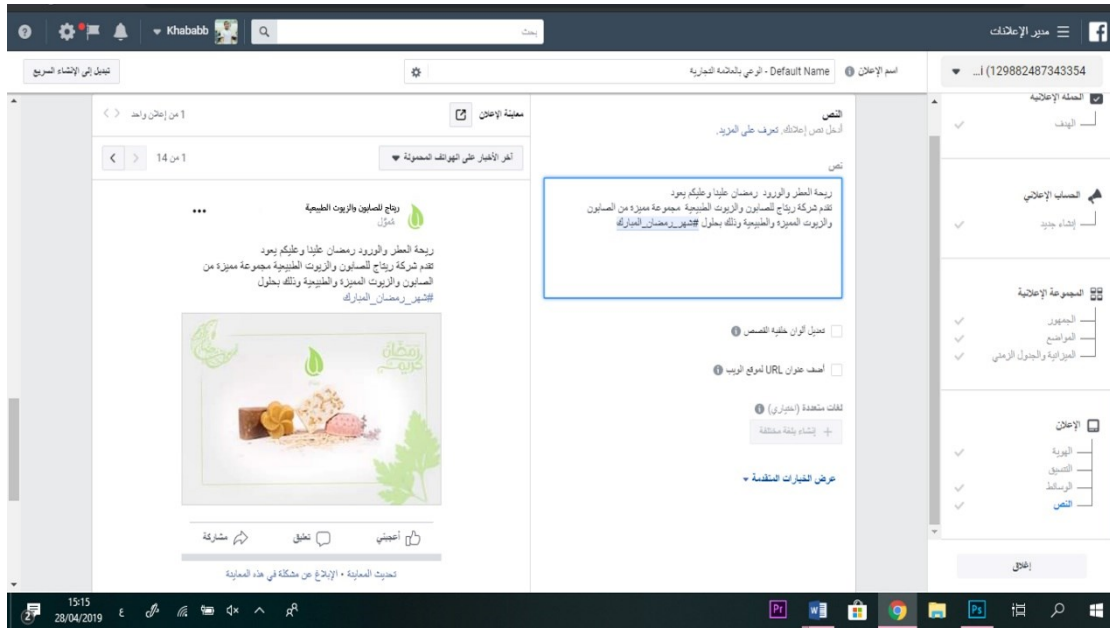 مدير الإعلانات
بحث
Khababb
129882487343354) أ...
اسم الإعلان
Default Name - الوعي بالعلامة التجارية
تبديل إلى الإنشاء السريع
الحملة الإعلانية
الهدف
الحساب الإعلاني
إنشاء جديد
المجموعة الإعلانية
الجمهور
المواضع
الميزانية والجدول الزمني
الإعلان
الهوية
التنسيق
الوسائط
النص
إغلاق
النص
أدخل نص إعلانك. تعرف على المزيد.
نص
ريحة العطر والورود رمضان علينا وعليكم يعود
تقدم شركة ريتاج للصابون والزيوت الطبيعية مجموعة مميزة من الصابون
والزيوت المميزة والطبيعية وذلك بحلول #شهر_رمضان_المبارك
تعديل ألوان خلفية القصص
أضف عنوان URL لموقع الويب
لغات متعددة (اختياري)
+ إنشاء بلغة مختلفة
عرض الخيارات المتقدمة
معاينة الإعلان
1 من إعلان واحد
آخر الأخبار على الهواتف المحمولة
1 من 14
ريتاج للصابون والزيوت الطبيعية
مُموَّل
ريحة العطر والورود رمضان علينا وعليكم يعود
تقدم شركة ريتاج للصابون والزيوت الطبيعية مجموعة مميزة من
الصابون والزيوت المميزة والطبيعية وذلك بحلول
#شهر_رمضان_المبارك
رمضان
كريم
أعجبني
تعليق
مشاركة
تحديث المعاينة • الإبلاغ عن مشكلة في هذه المعاينة
15:15
28/04/2019
ع
2
Pr
Ps